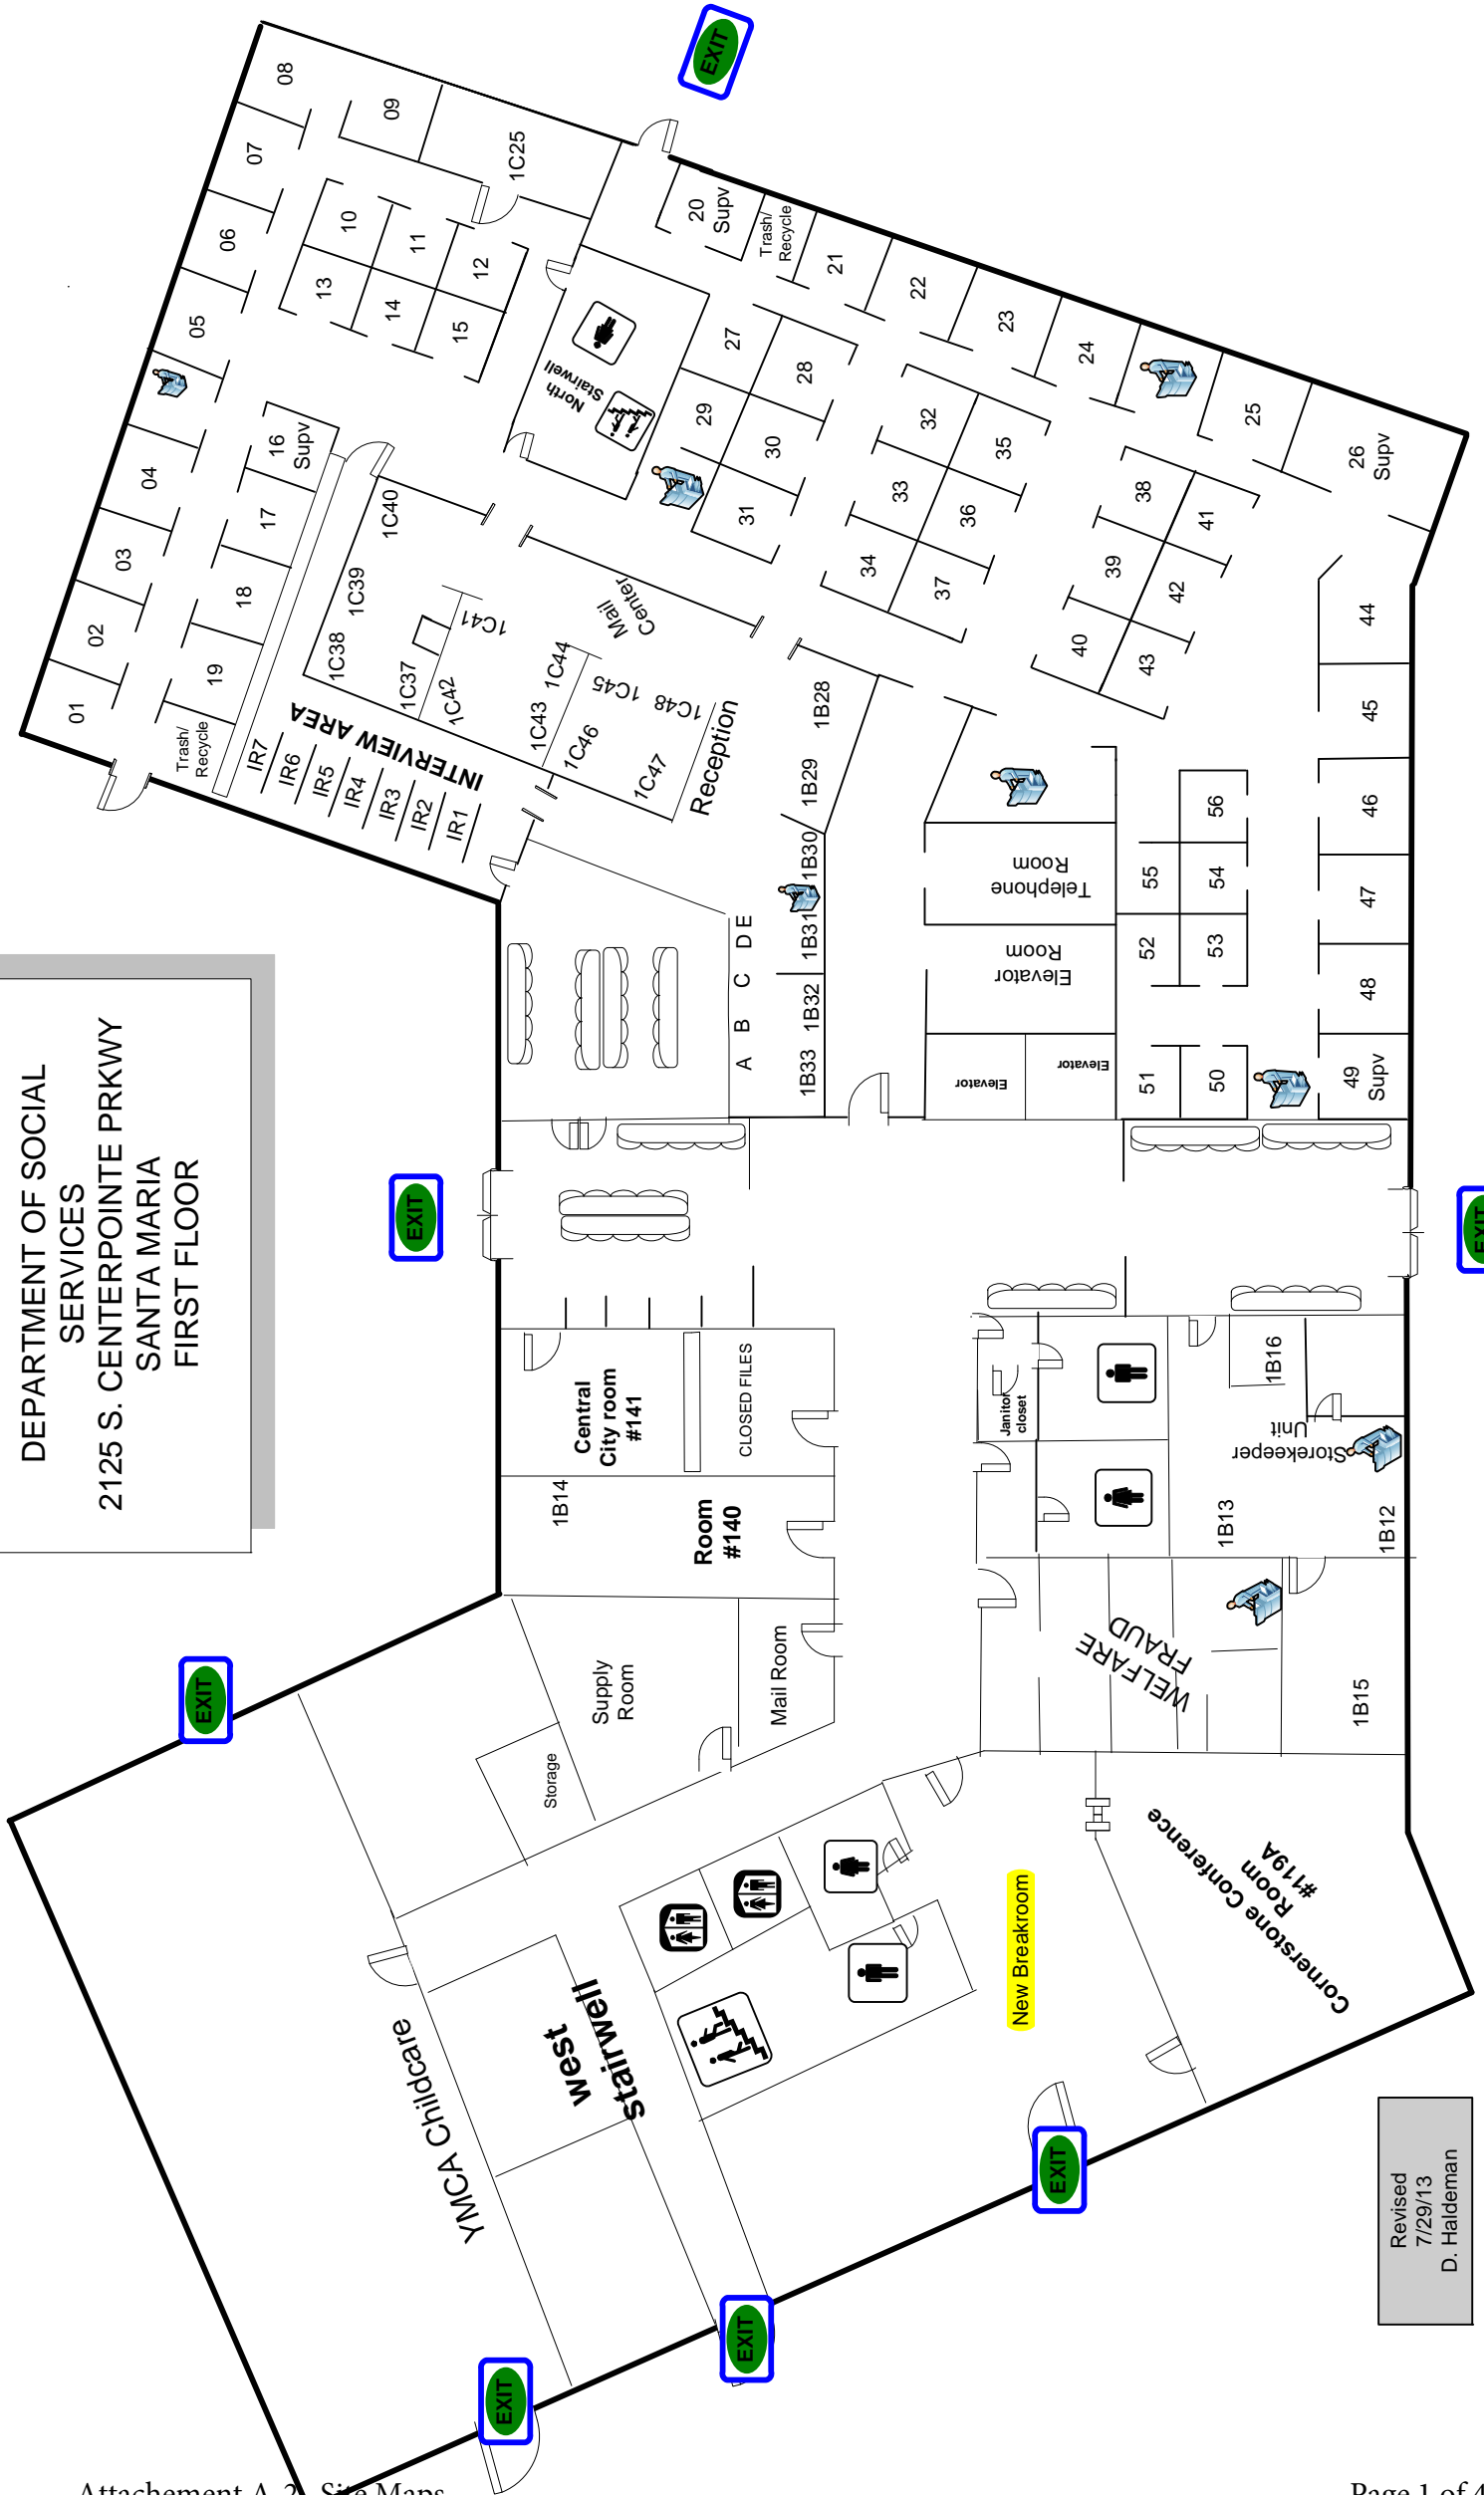 DEPARTMENT OF SOCIAL
SERVICES
2125 S. CENTERPOINTE PRKWY
SANTA MARIA
FIRST FLOOR
EXIT
08
07
06
05
04
03
02
01
09
1C25
10
11
12
13
14
15
16
Supv
17
18
19
Trash/
Recycle
20
Supv
Trash/
Recycle
21
22
23
24
25
26
Supv
North
Stairwell
27
28
29
30
31
32
33
34
35
36
37
38
39
40
41
42
43
44
45
46
47
48
49
Supv
50
51
52
53
54
55
56
1C40
1C39
1C38
1C37
1C41
1C42
1C43
1C44
1C45
1C46
1C47
1C48
Mail
Center
Reception
INTERVIEW AREA
IR7
IR6
IR5
IR4
IR3
IR2
IR1
1B28
1B29
1B30
1B31
1B32
1B33
A B C D E
Telephone
Room
Elevator
Room
Elevator
Elevator
EXIT
EXIT
Central
City room
#141
CLOSED FILES
1B14
Room
#140
Janitor
closet
1B16
Storekeeper
Unit
1B13
1B12
WELFARE
FRAUD
1B15
Supply
Room
Mail Room
Storage
EXIT
YMCA Childcare
west
stairwell
New Breakroom
Cornerstone Conference
Room
#119A
EXIT
EXIT
EXIT
Revised
7/29/13
D. Haldeman
Attachement A-2 Site Maps
Page 1 of 4